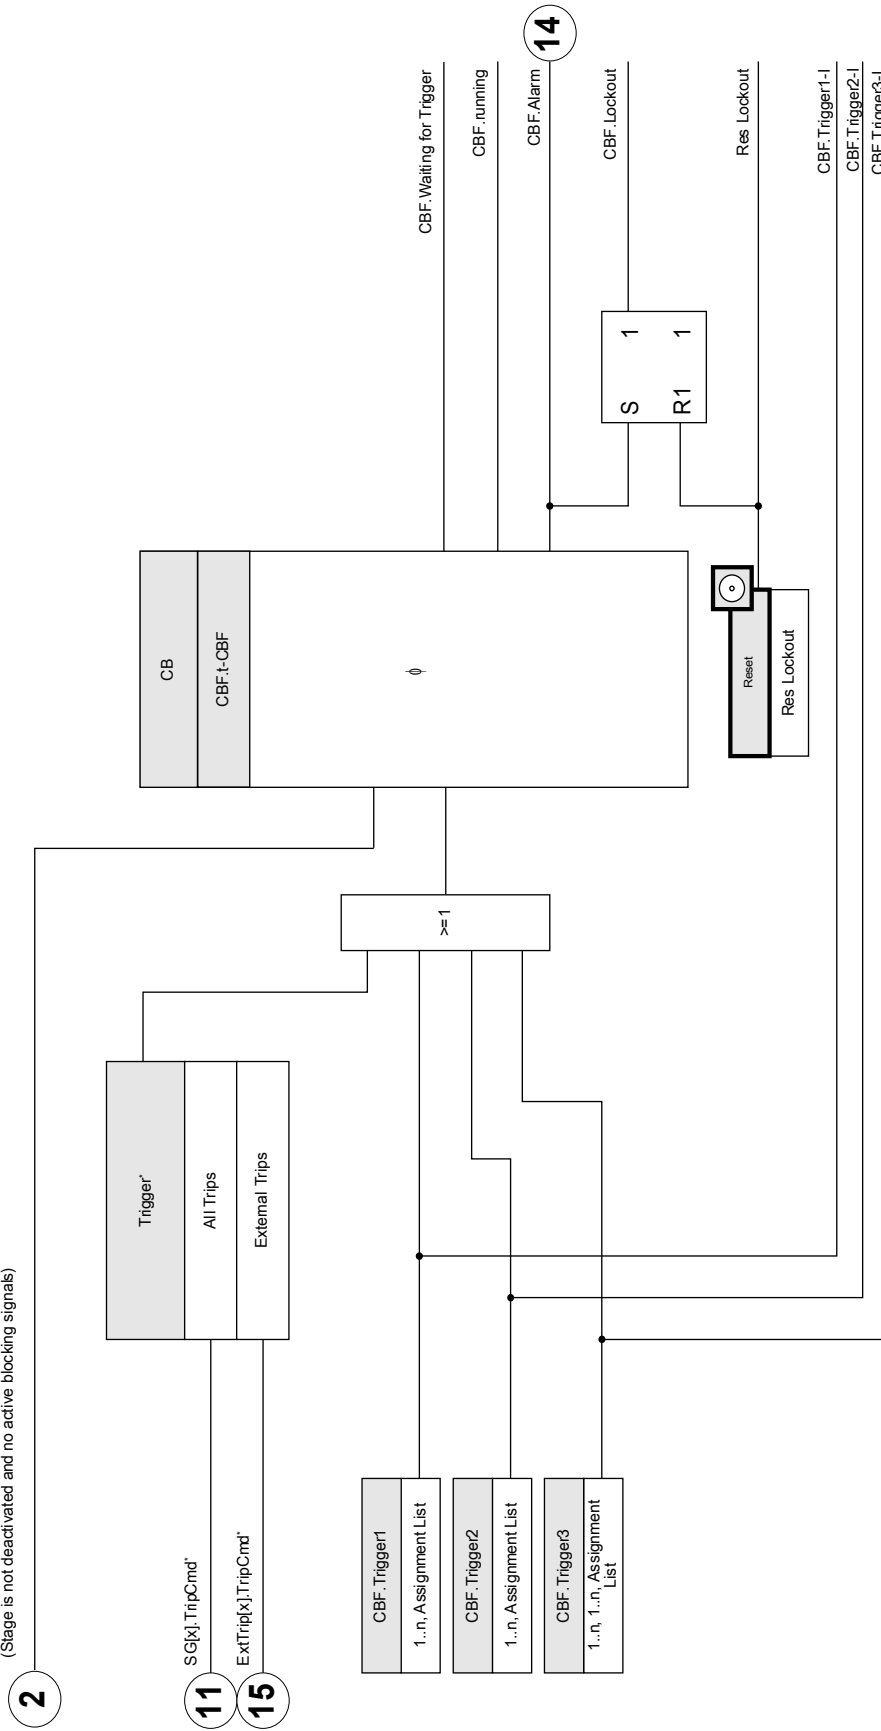 (Stage is not deactivated and no active blocking signals)
2
SG[x].TripCmd*
11
ExtTrip[x].TripCmd*
15
Trigger*
All Trips
External Trips
CBF.Trigger1
1..n, Assignment List
CBF.Trigger2
1..n, Assignment List
CBF.Trigger3
1..n, 1..n, Assignment
List
>=1
CB
CBF.t-CBF
φ
S 1
R1 1
Reset
Res Lockout
CBF.Waiting for Trigger
CBF.running
CBF.Alarm
14
CBF.Lockout
Res Lockout
CBF.Trigger1-I
CBF.Trigger2-I
CBF.Trigger3-I